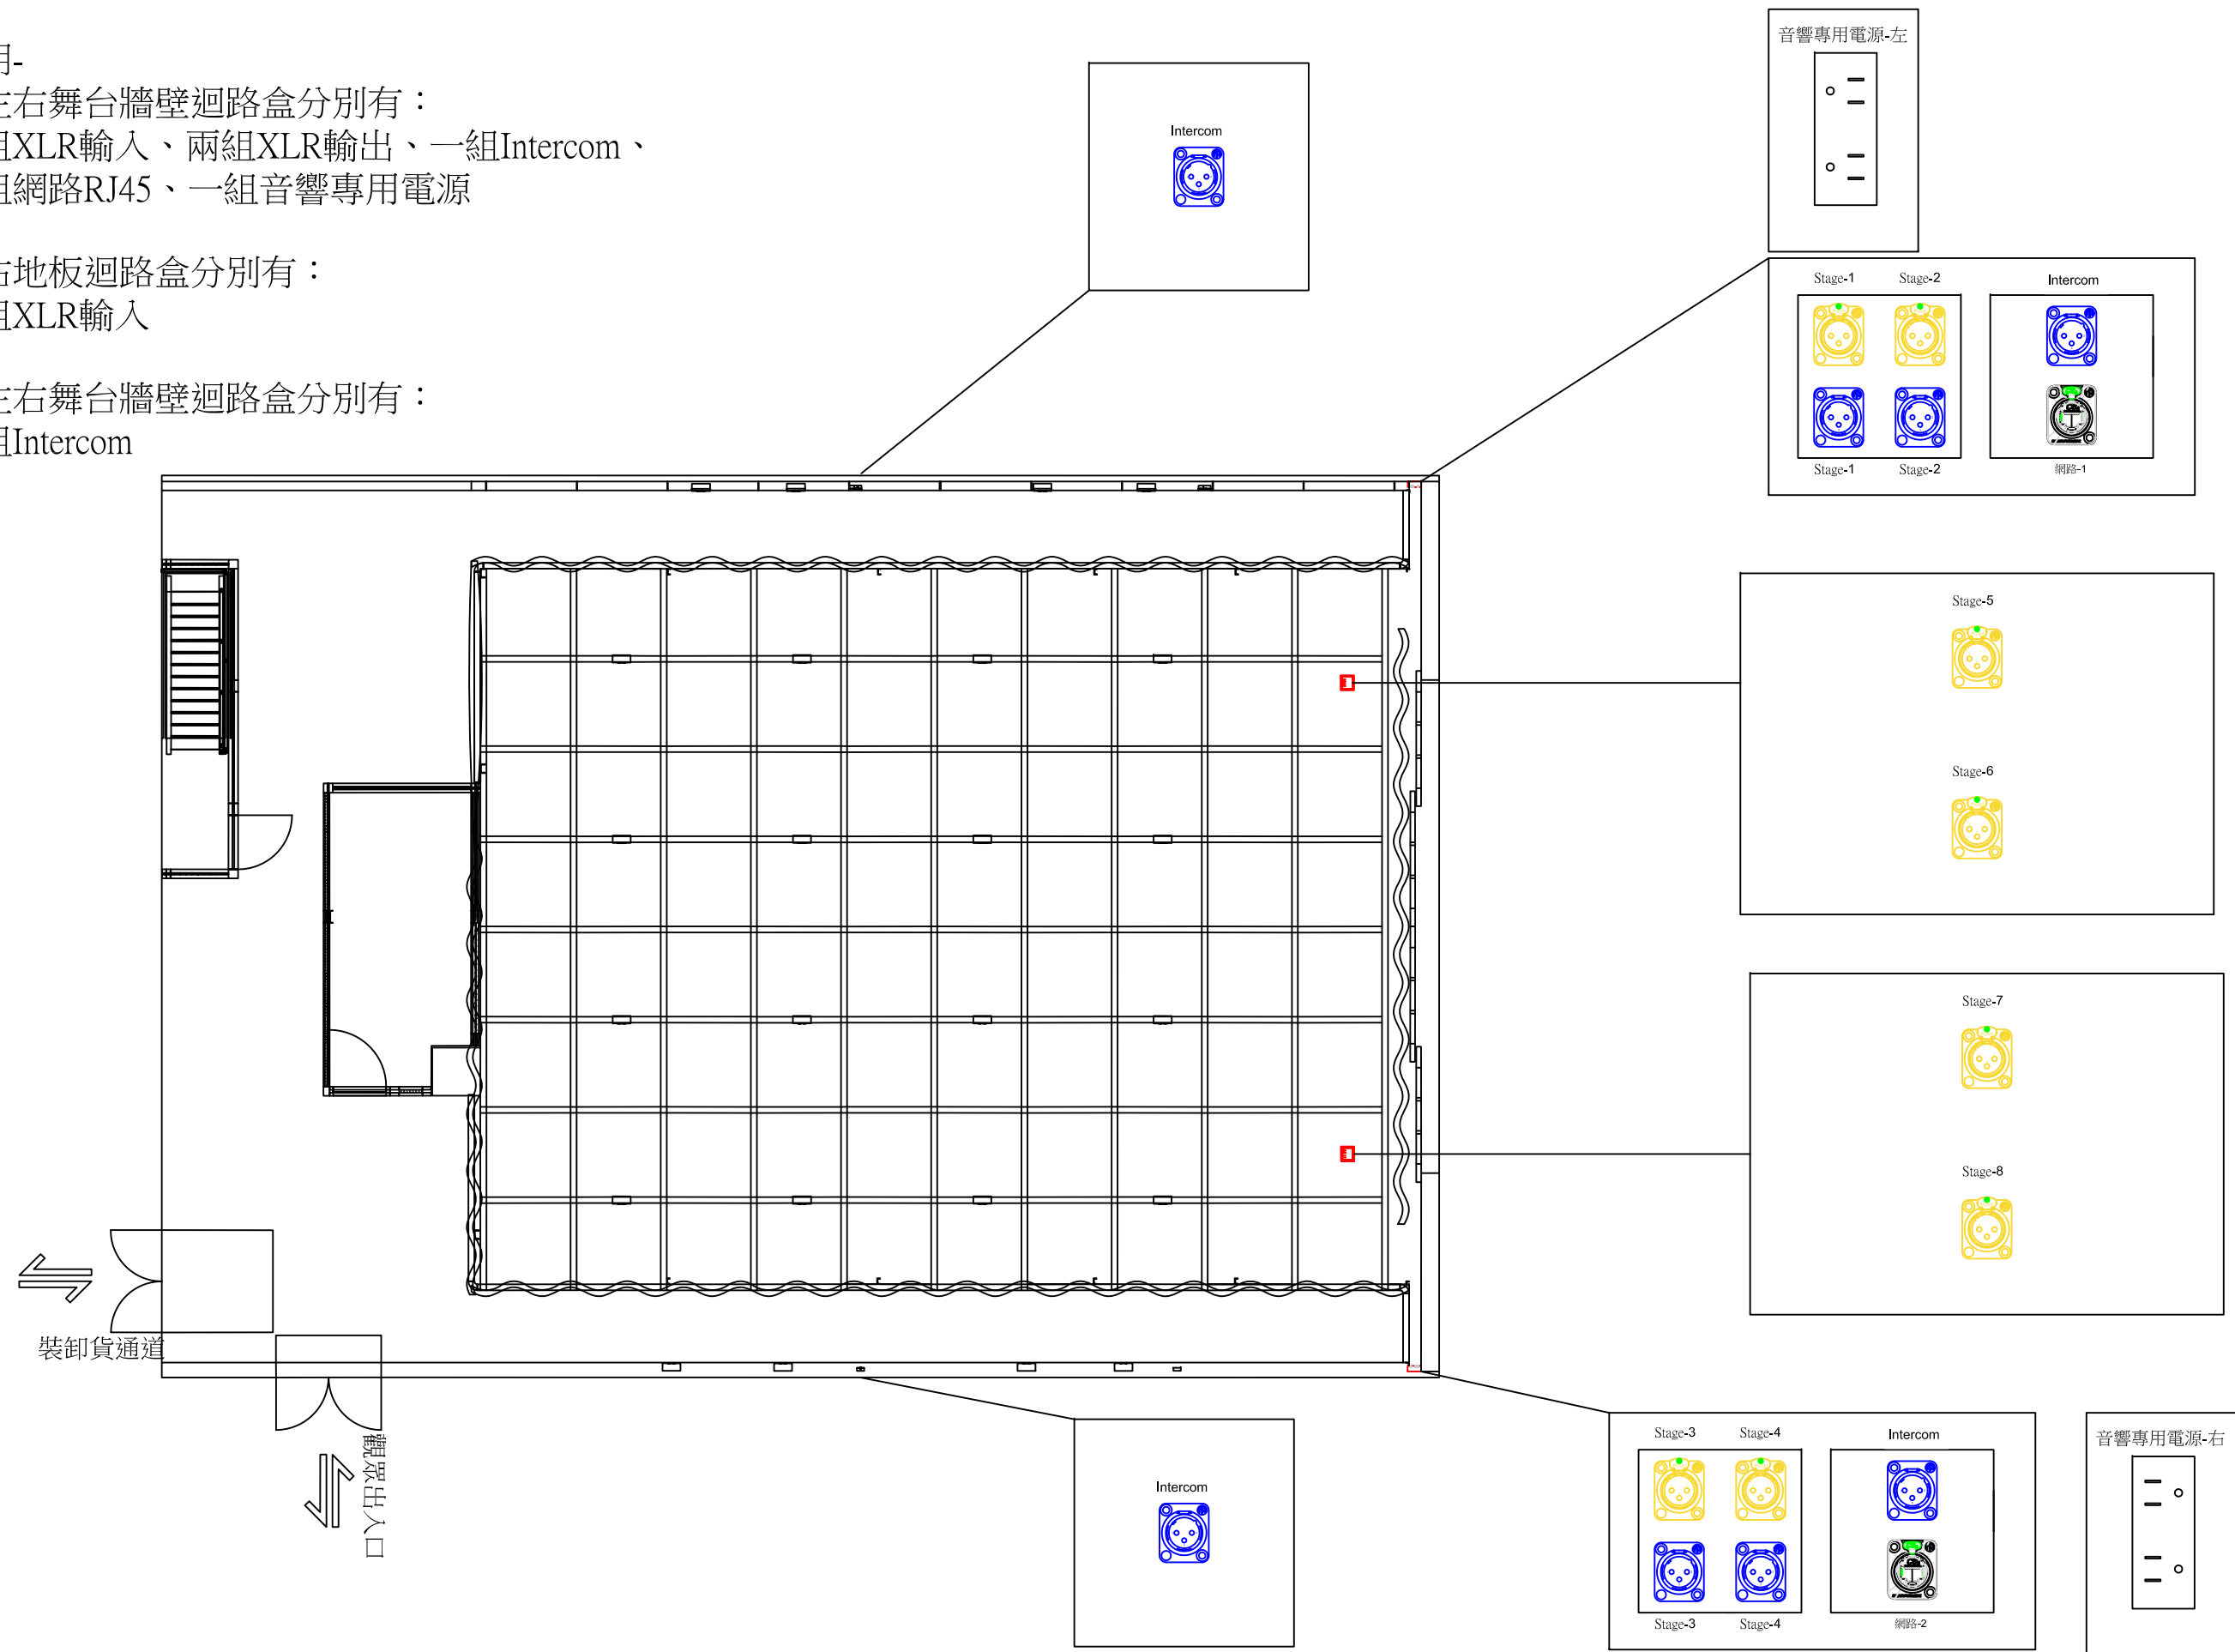 明-
左右舞台牆壁迴路盒分別有：
組XLR輸入、兩組XLR輸出、一組Intercom、
組網路RJ45、一組音響專用電源
右地板迴路盒分別有：
組XLR輸入
左右舞台牆壁迴路盒分別有：
組Intercom
Intercom
音響專用電源-左
Stage-1 Stage-2 Intercom
Stage-1 Stage-2 網路-1
Stage-5
Stage-6
Stage-7
Stage-8
裝卸貨通道
觀眾出入口
Intercom
Stage-3 Stage-4 Intercom
Stage-3 Stage-4 網路-2
音響專用電源-右